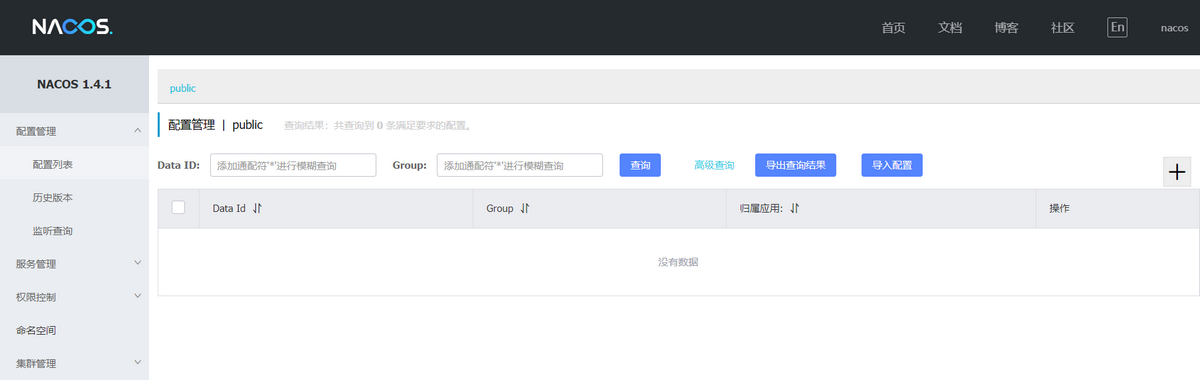 NACOS.
首页 文档 博客 社区 En nacos
NACOS 1.4.1
public
配置管理
配置管理 | public 查询结果：共查询到 0 条满足要求的配置。
配置列表
Data ID: 添加通配符'*'进行模糊查询 Group: 添加通配符'*'进行模糊查询 查询 高级查询 导出查询结果 导入配置
历史版本
Data Id Group 归属应用: 操作
监听查询
服务管理
没有数据
权限控制
命名空间
集群管理